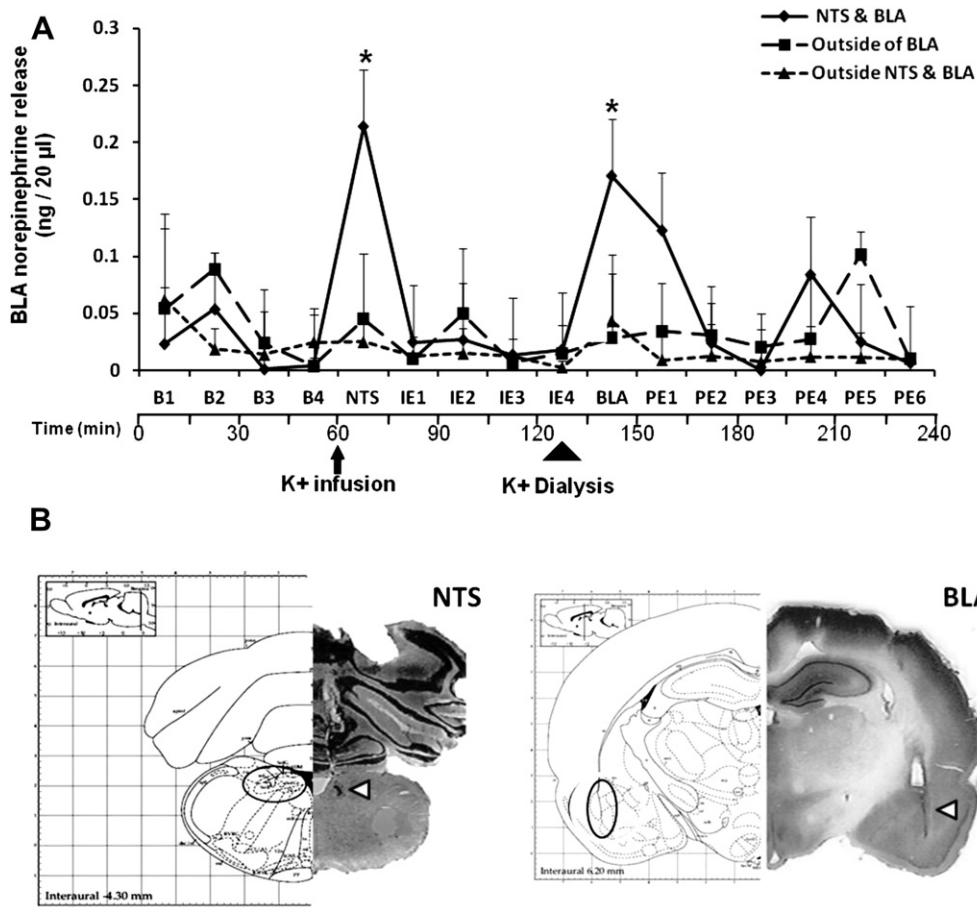 A
BLA norepinephrine release
(ng / 20 µl)
0.3
0.25
0.2
0.15
0.1
0.05
0
NTS & BLA
Outside of BLA
Outside NTS & BLA
*
*
B1 B2 B3 B4 NTS IE1 IE2 IE3 IE4 BLA PE1 PE2 PE3 PE4 PE5 PE6
Time (min) 0 30 60 90 120 150 180 210 240
K+ infusion
K+ Dialysis
B
NTS
BLA
Interaural -4.30 mm
Interaural 6.20 mm